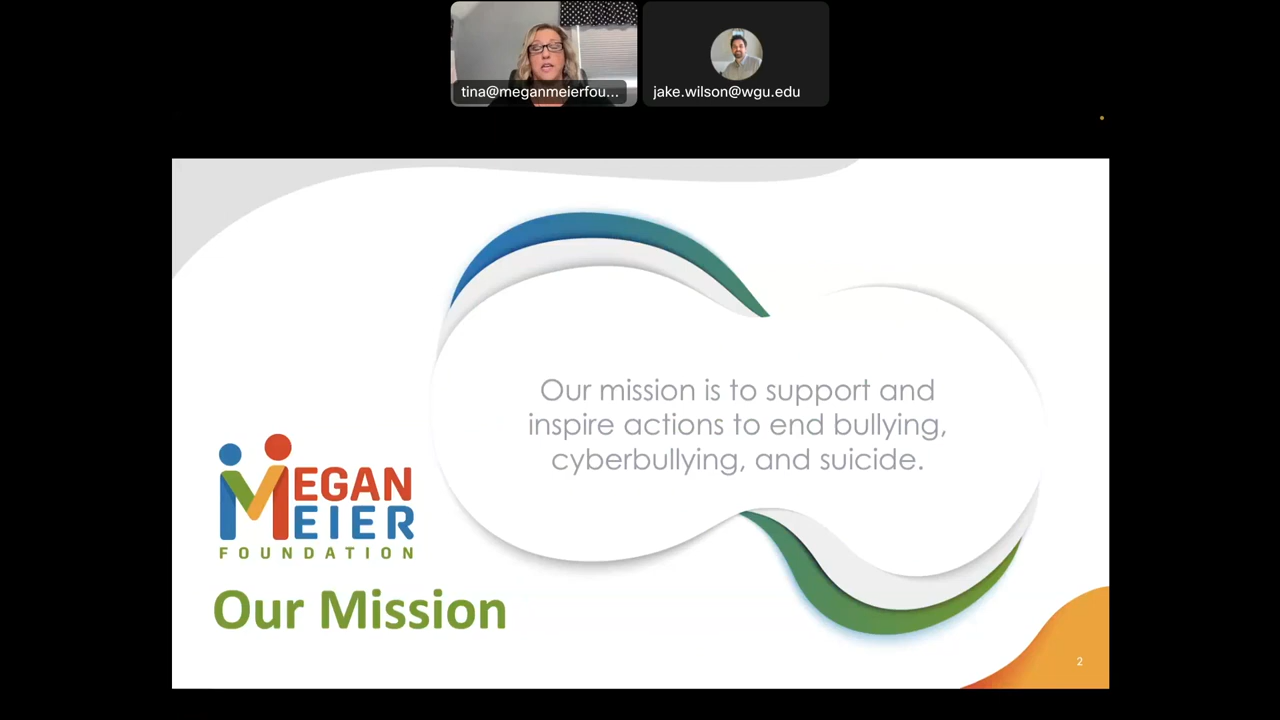 tina@meganmeierfou...
jake.wilson@wgu.edu
Our mission is to support and
inspire actions to end bullying,
cyberbullying, and suicide.
MEGAN
MEIER
FOUNDATION
Our Mission
2